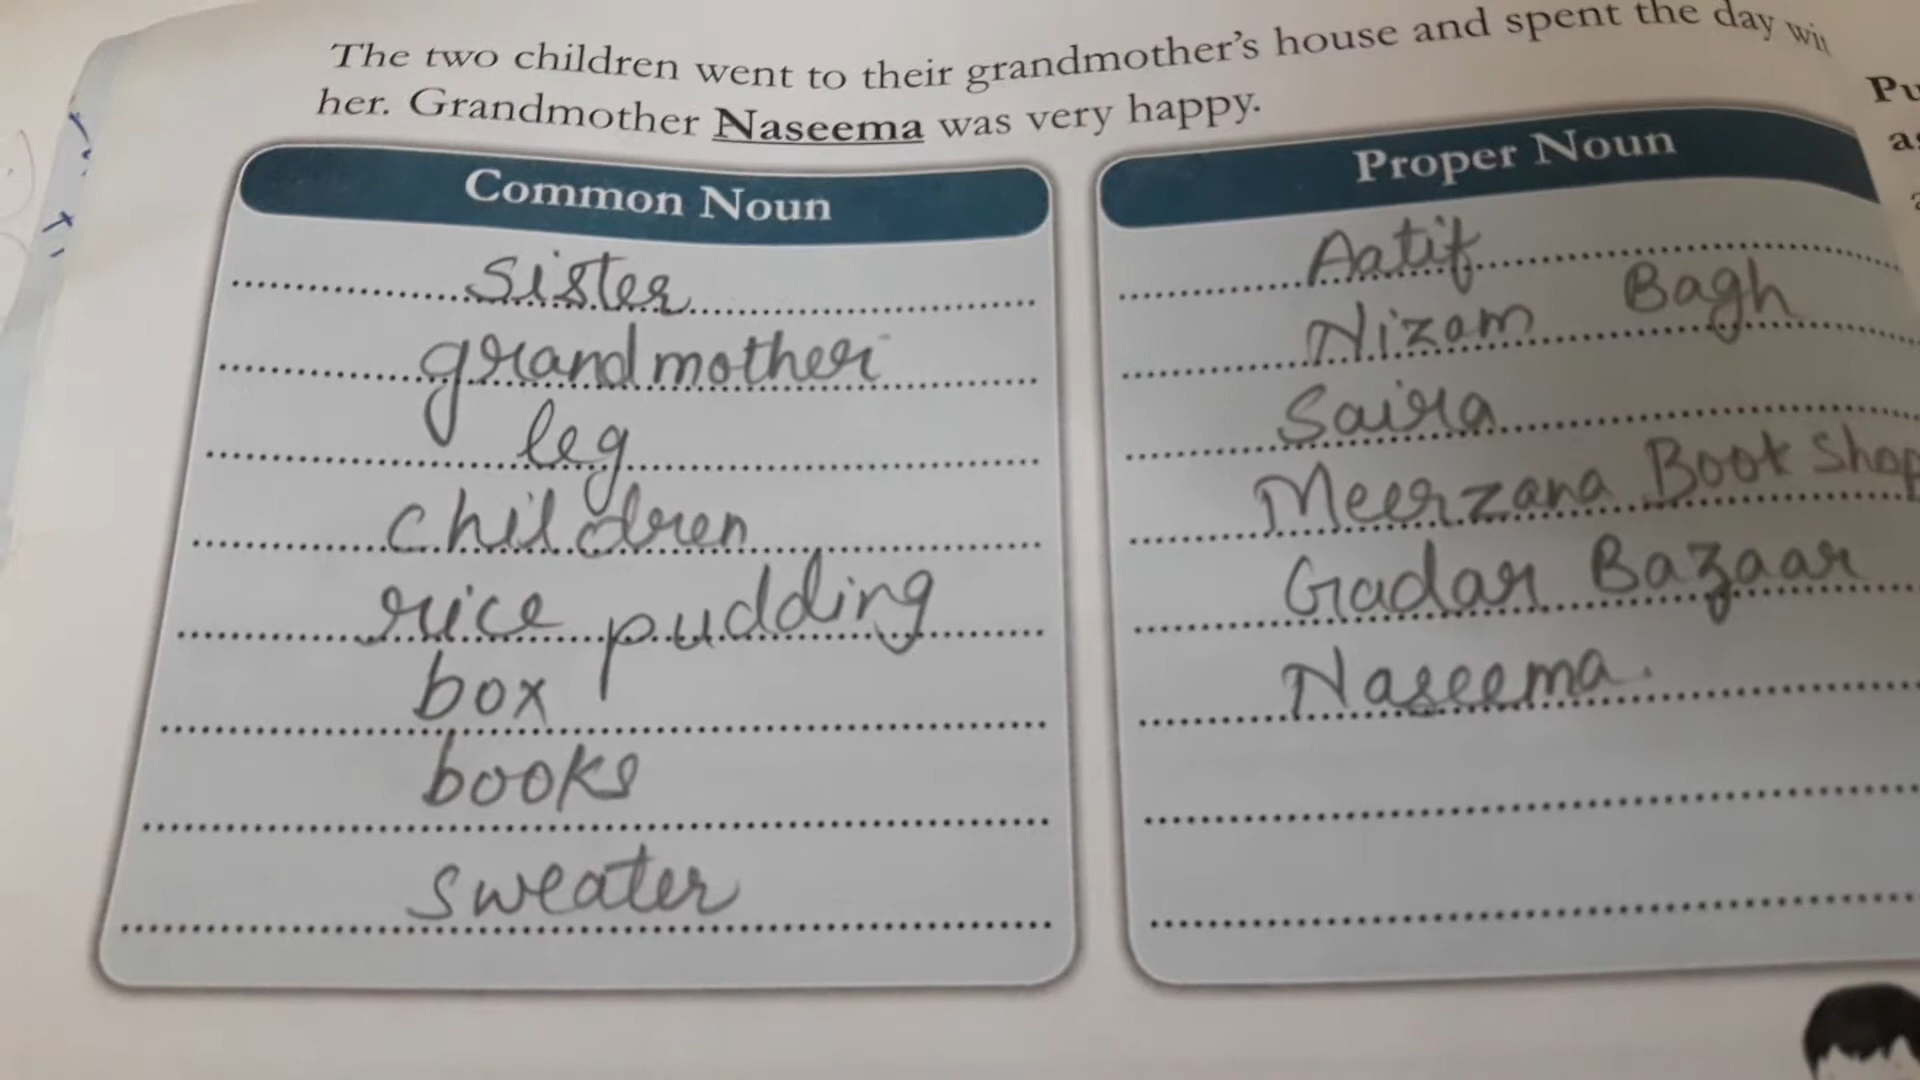 The two children went to their grandmother's house and spent the day
her. Grandmother Naseema was very happy.
Common Noun
sister
grandmother
leg
children
rice pudding
box
books
sweater
Proper Noun
Aatif
Nizam Bagh
Saira
Meerzana Book Shop
Gadar Bazaar
Naseema.
Pu